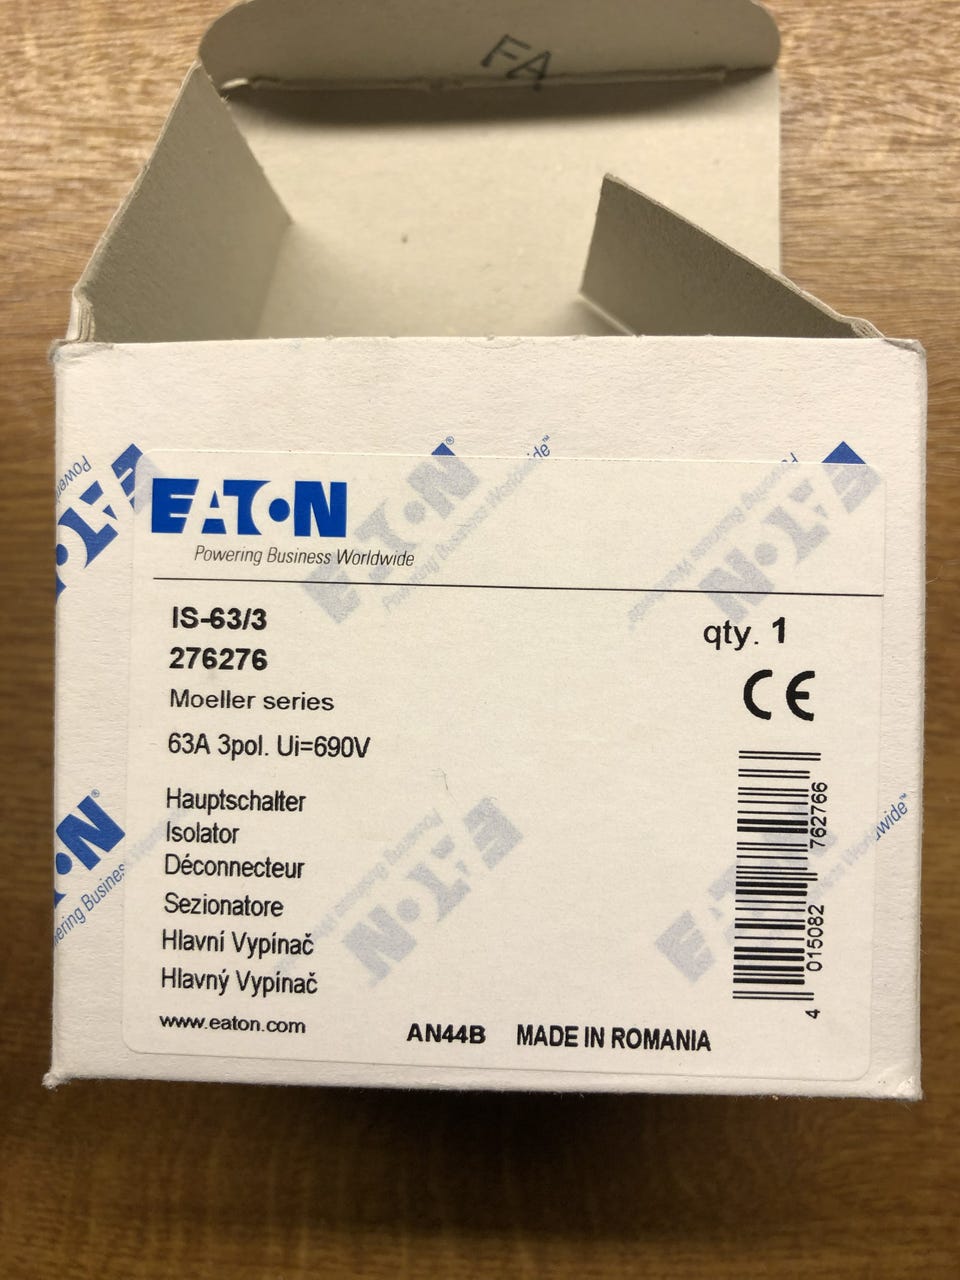 FA
EATON
Powering Business Worldwide
IS-63/3
276276
Moeller series
63A 3pol. Ui=690V
qty. 1
CE
Hauptschalter
Isolator
Déconnecteur
Sezionatore
Hlavní Vypínač
Hlavný Vypínač
www.eaton.com
AN44B MADE IN ROMANIA
4 015082 762766